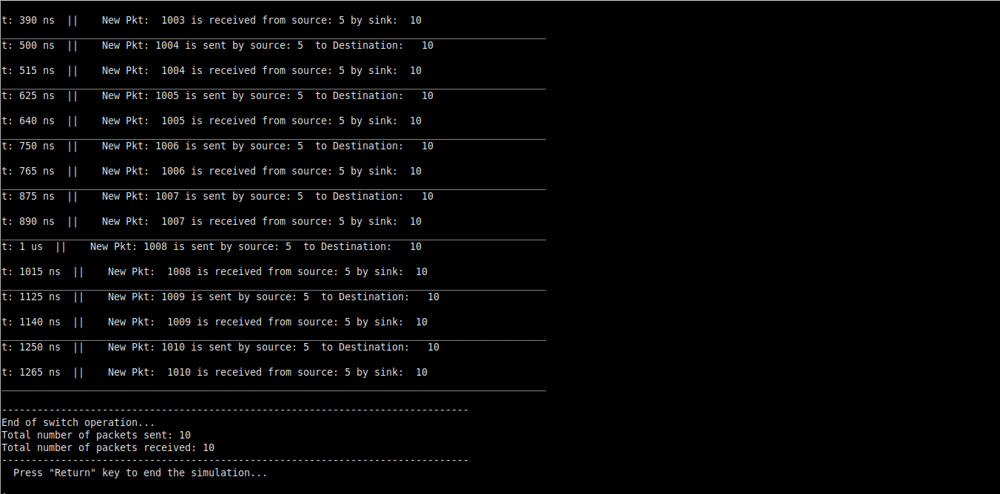 t: 390 ns  ||    New Pkt:  1003 is received from source: 5 by sink:  10
t: 500 ns  ||    New Pkt: 1004 is sent by source: 5  to Destination:   10
t: 515 ns  ||    New Pkt:  1004 is received from source: 5 by sink:  10
t: 625 ns  ||    New Pkt: 1005 is sent by source: 5  to Destination:   10
t: 640 ns  ||    New Pkt:  1005 is received from source: 5 by sink:  10
t: 750 ns  ||    New Pkt: 1006 is sent by source: 5  to Destination:   10
t: 765 ns  ||    New Pkt:  1006 is received from source: 5 by sink:  10
t: 875 ns  ||    New Pkt: 1007 is sent by source: 5  to Destination:   10
t: 890 ns  ||    New Pkt:  1007 is received from source: 5 by sink:  10
t: 1 us  ||    New Pkt: 1008 is sent by source: 5  to Destination:   10
t: 1015 ns  ||    New Pkt:  1008 is received from source: 5 by sink:  10
t: 1125 ns  ||    New Pkt: 1009 is sent by source: 5  to Destination:   10
t: 1140 ns  ||    New Pkt:  1009 is received from source: 5 by sink:  10
t: 1250 ns  ||    New Pkt: 1010 is sent by source: 5  to Destination:   10
t: 1265 ns  ||    New Pkt:  1010 is received from source: 5 by sink:  10
-------------------------------------------------------------------------------
End of switch operation...
Total number of packets sent: 10
Total number of packets received: 10
-------------------------------------------------------------------------------
  Press "Return" key to end the simulation...